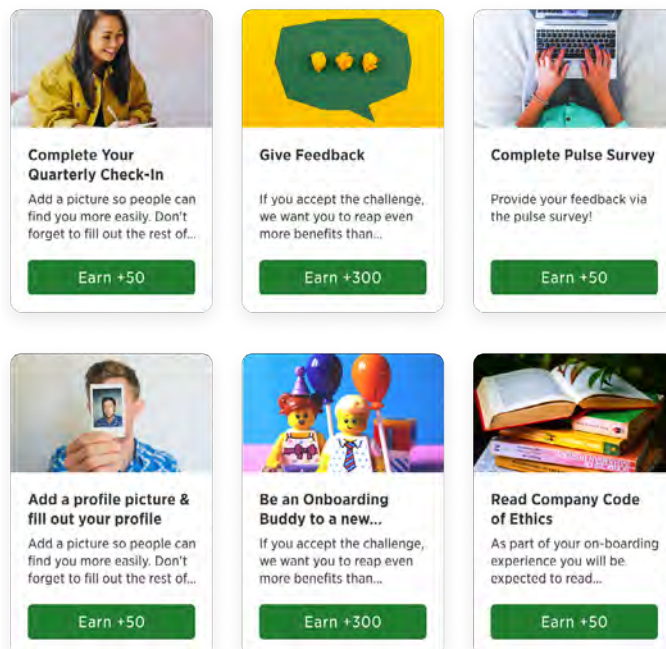 Complete Your
Quarterly Check-In
Add a picture so people can
find you more easily. Don't
forget to fill out the rest of...
Earn +50
Give Feedback
If you accept the challenge,
we want you to reap even
more benefits than...
Earn +300
Complete Pulse Survey
Provide your feedback via
the pulse survey!
Earn +50
Add a profile picture &
fill out your profile
Add a picture so people can
find you more easily. Don't
forget to fill out the rest of...
Earn +50
Be an Onboarding
Buddy to a new...
If you accept the challenge,
we want you to reap even
more benefits than...
Earn +300
Read Company Code
of Ethics
As part of your on-boarding
experience you will be
expected to read...
Earn +50